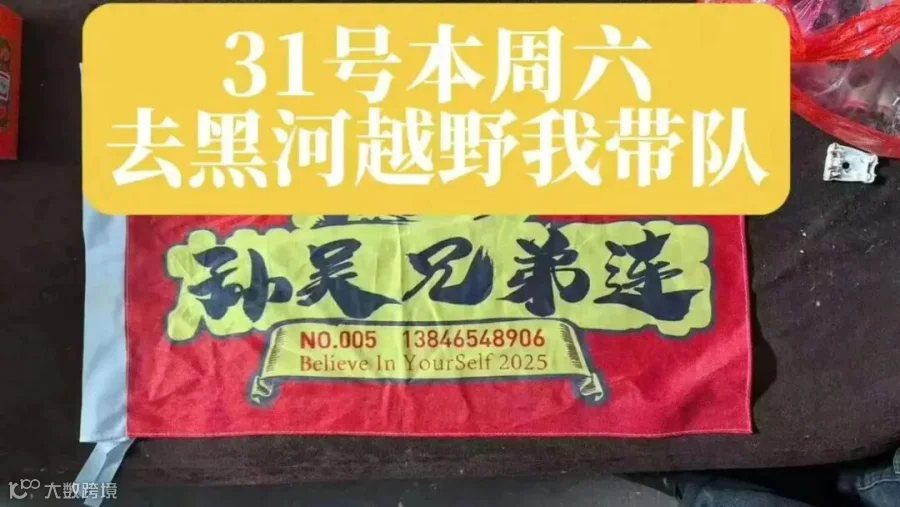 31号本周六
去黑河越野我带队
孙吴兄弟连
NO.005 13846548906
Believe In YourSelf 2025
大数跨境